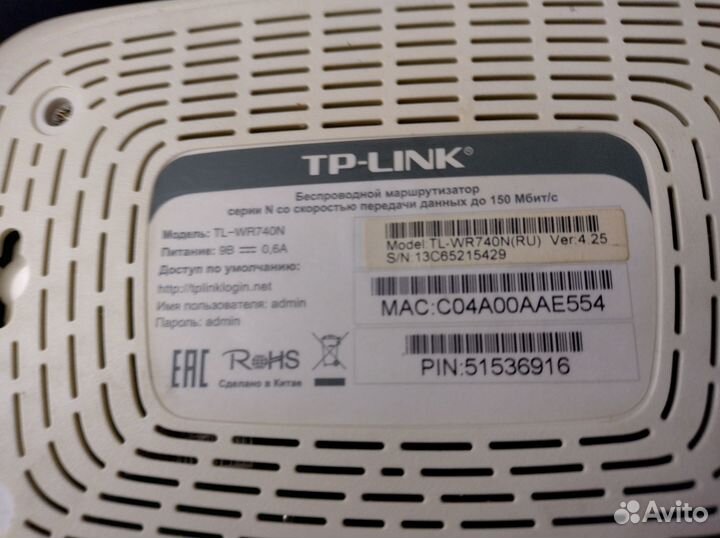 TP-LINK®
Беспроводной маршрутизатор
серии N со скоростью передачи данных до 150 Мбит/с
Модель: TL-WR740N
Питание: 9В ⎓ 0,6А
Доступ по умолчанию:
http://tplinklogin.net
Имя пользователя: admin
Пароль: admin
EAC RoHS
Сделано в Китае
Model:TL-WR740N(RU) Ver:4.25
S/N:13C65215429
MAC:C04A00AAE554
PIN:51536916
Avito